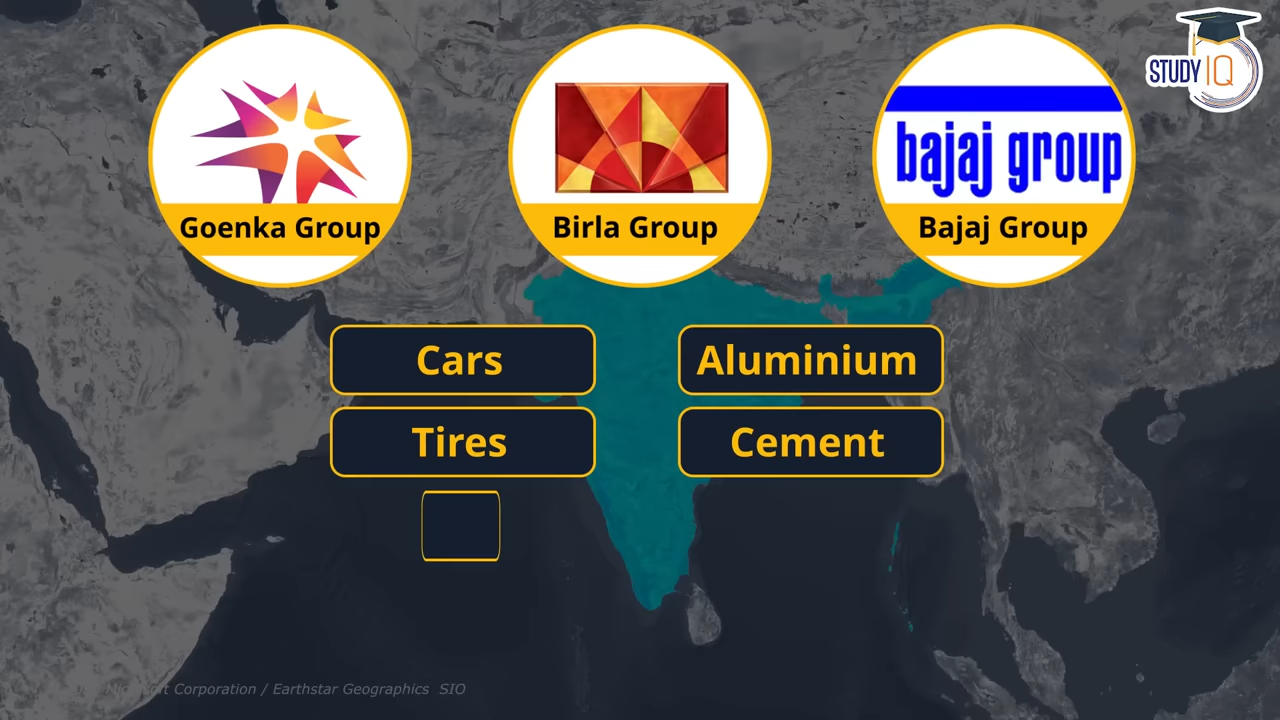 STUDY IQ
bajaj group
Goenka Group
Birla Group
Bajaj Group
Cars
Aluminium
Tires
Cement
Corporation / Earthstar Geographics SIO